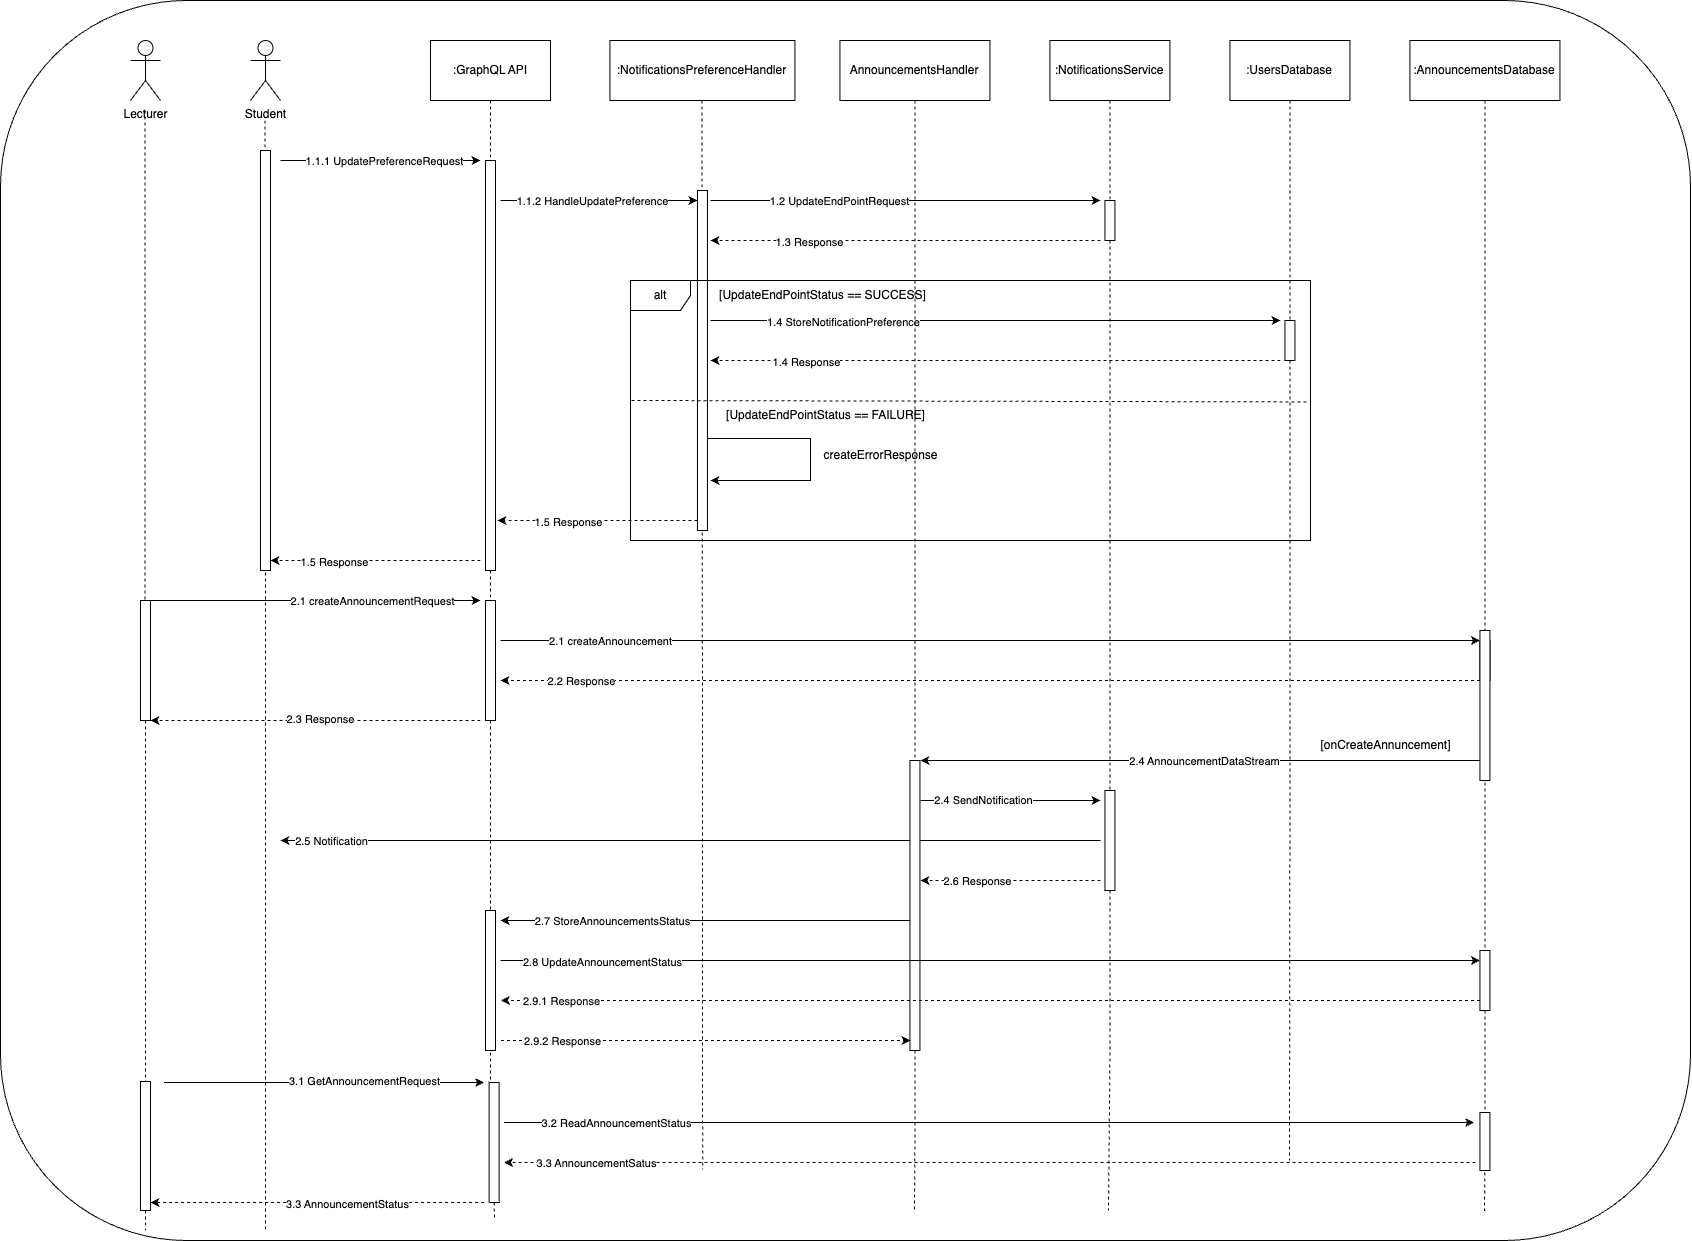 Lecturer
Student
:GraphQL API
:NotificationsPreferenceHandler
AnnouncementsHandler
:NotificationsService
:UsersDatabase
:AnnouncementsDatabase
1.1.1 UpdatePreferenceRequest
1.1.2 HandleUpdatePreference
1.2 UpdateEndPointRequest
1.3 Response
alt
[UpdateEndPointStatus == SUCCESS]
1.4 StoreNotificationPreference
1.4 Response
[UpdateEndPointStatus == FAILURE]
createErrorResponse
1.5 Response
1.5 Response
2.1 createAnnouncementRequest
2.1 createAnnouncement
2.2 Response
2.3 Response
[onCreateAnnuncement]
2.4 AnnouncementDataStream
2.4 SendNotification
2.5 Notification
2.6 Response
2.7 StoreAnnouncementsStatus
2.8 UpdateAnnouncementStatus
2.9.1 Response
2.9.2 Response
3.1 GetAnnouncementRequest
3.2 ReadAnnouncementStatus
3.3 AnnouncementSatus
3.3 AnnouncementStatus